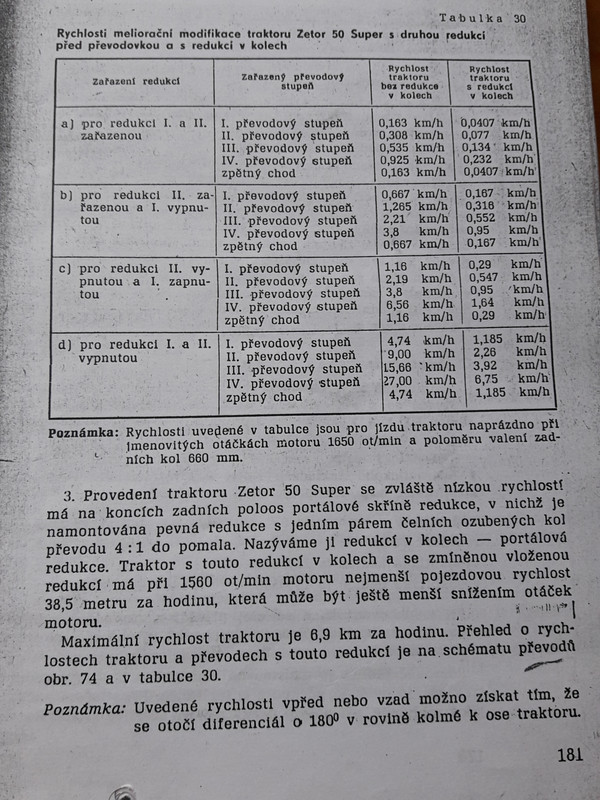 Tabulka 30
Rychlosti meliorační modifikace traktoru Zetor 50 Super s druhou redukcí
před převodovkou a s redukcí v kolech
Zařazení redukcí
Zařazený převodový
stupeň
Rychlost
traktoru
bez redukce
v kolech
Rychlost
traktoru
s redukcí
v kolech
a) pro redukci I. a II.
zařazenou
I. převodový stupeň 0,163 km/h 0,0407 km/h
II. převodový stupeň 0,308 km/h 0,077 km/h
III. převodový stupeň 0,535 km/h 0,134 km/h
IV. převodový stupeň 0,925 km/h 0,232 km/h
zpětný chod 0,163 km/h 0,0407 km/h
b) pro redukci II. za-
řazenou a I. vypnu-
tou
I. převodový stupeň 0,667 km/h 0,167 km/h
II. převodový stupeň 1,265 km/h 0,316 km/h
III. převodový stupeň 2,21 km/h 0,552 km/h
IV. převodový stupeň 3,8 km/h 0,95 km/h
zpětný chod 0,667 km/h 0,167 km/h
c) pro redukci II. vy-
pnutou a I. zapnu-
tou
I. převodový stupeň 1,16 km/h 0,29 km/h
II. převodový stupeň 2,19 km/h 0,547 km/h
III. převodový stupeň 3,8 km/h 0,95 km/h
IV. převodový stupeň 6,56 km/h 1,64 km/h
zpětný chod 1,16 km/h 0,29 km/h
d) pro redukci I. a II.
vypnutou
I. převodový stupeň 4,74 km/h 1,185 km/h
II. převodový stupeň 9,00 km/h 2,26 km/h
III. převodový stupeň 15,66 km/h 3,92 km/h
IV. převodový stupeň 27,00 km/h 6,75 km/h
zpětný chod 4,74 km/h 1,185 km/h
Poznámka: Rychlosti uvedené v tabulce jsou pro jízdu traktoru naprázdno při
jmenovitých otáčkách motoru 1650 ot/min a poloměru valení zad-
ních kol 660 mm.
3. Provedení traktoru Zetor 50 Super se zvláště nízkou rychlostí
má na koncích zadních poloos portálové skříně redukce, v nichž je
namontována pevná redukce s jedním párem čelních ozubených kol
převodu 4 : 1 do pomala. Nazýváme ji redukcí v kolech — portálová
redukce. Traktor s touto redukcí v kolech a se zmíněnou vloženou
redukcí má při 1560 ot/min motoru nejmenší pojezdovou rychlost
38,5 metru za hodinu, která může být ještě menší snížením otáček
motoru.
Maximální rychlost traktoru je 6,9 km za hodinu. Přehled o rych-
lostech traktoru a převodech s touto redukcí je na schématu převodů
obr. 74 a v tabulce 30.
Poznámka: Uvedené rychlosti vpřed nebo vzad možno získat tím, že
se otočí diferenciál o 180⁰ v rovině kolmé k ose traktoru.
181